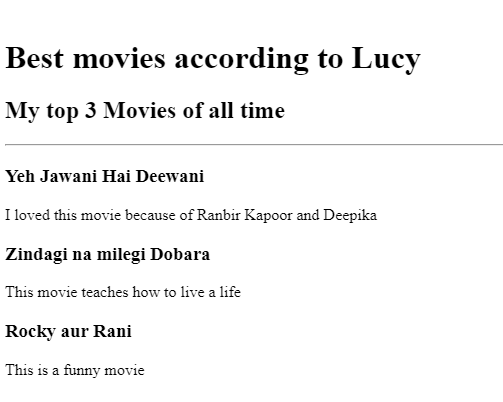 Best movies according to Lucy
My top 3 Movies of all time
Yeh Jawani Hai Deewani
I loved this movie because of Ranbir Kapoor and Deepika
Zindagi na milegi Dobara
This movie teaches how to live a life
Rocky aur Rani
This is a funny movie